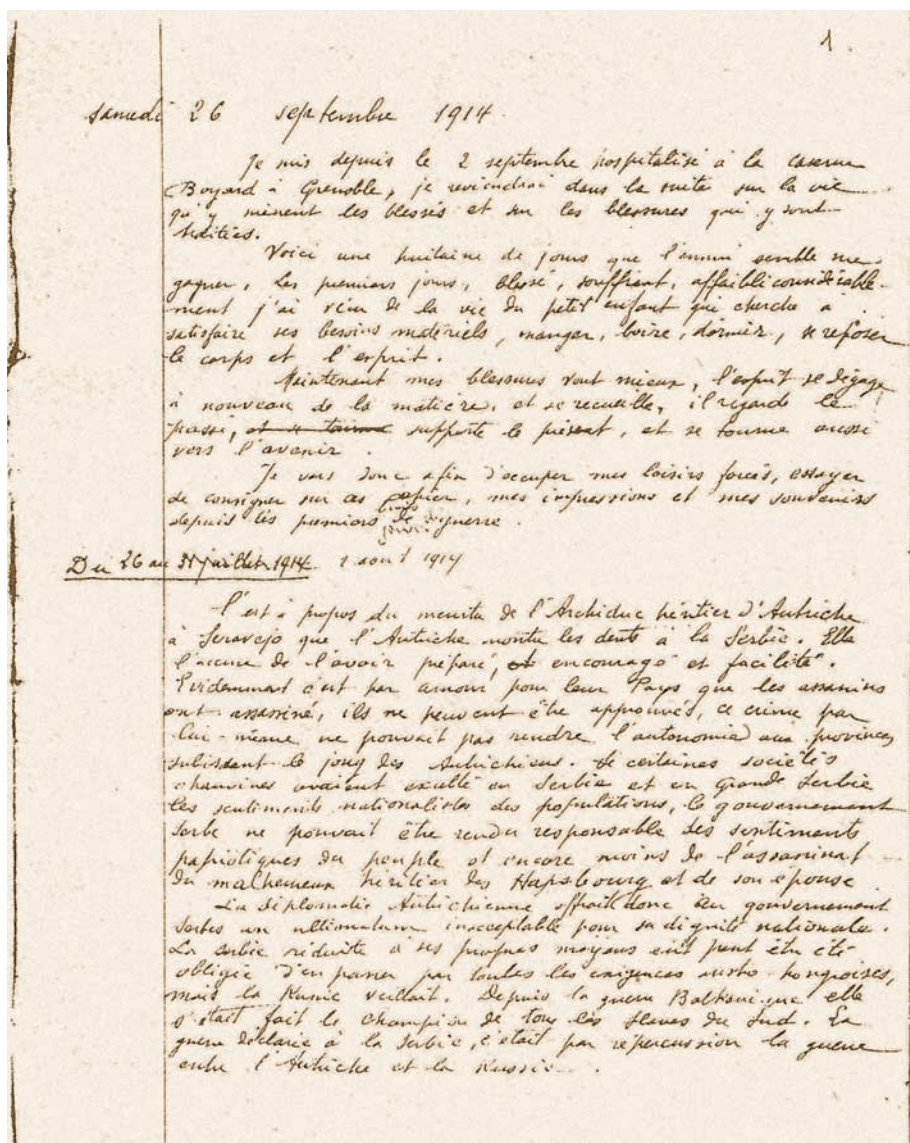 1.
Samedi 26 septembre 1914
Je suis depuis le 2 septembre hospitalisé à la caserne
Boyard à Grenoble, je reviendrai dans la suite sur la vie
qu'y mènent les blessés et sur les blessures qui y sont
traitées.
Voici une huitaine de jours que l'ennui semble me
gagner. Les premiers jours, blessé, souffrant, affaibli considérable-
ment j'ai vécu de la vie du petit enfant qui cherche à
satisfaire ses besoins matériels, manger, boire, dormir, se reposer
le corps et l'esprit.
Maintenant mes blessures vont mieux, l'esprit se dégage
à nouveau de la matière, et se recueille, il regarde le
passé, et se tourne supporte le présent, et se tourne aussi
vers l'avenir.
Je vais donc afin d'occuper mes loisirs forcés, essayer
de consigner sur ces papier, mes impressions et mes souvenirs
depuis les premiers jours de guerre.
Du 26 au 31 juillet 1914 2 aout 1914
C'est à propos du meurtre de l'Archiduc héritier d'Autriche
à Seravejo que l'Autriche montra les dents à la Serbie. Elle
l'accuse de l'avoir préparé, et encouragé et facilité.
Evidemment c'est par amour pour leur Pays que les assassins
ont assassiné, ils ne peuvent être approuvés, ce crime par
lui-même ne pouvait pas rendre l'autonomie aux provinces
subissant le joug des Autrichiens. Si certaines sociétés
chauvines avaient exalté en Serbie et en Grande Serbie
les sentiments nationalistes des populations, le gouvernement
Serbe ne pouvait être rendu responsable des sentiments
patriotiques du peuple et encore moins de l'assassinat
du malheureux héritier des Hapsbourg et de son épouse
La diplomatie Autrichienne offrait donc au gouvernement
Serbes un ultimatum inacceptable pour sa dignité nationale.
La Serbie réduite à ses propres moyens eût peut être été
obligée d'en passer par toutes les exigences austro-hongroises,
mais la Russie veillait. Depuis la guerre Balkanique elle
s'était fait le champion de tous les slaves du Sud. La
guerre déclarée à la Serbie, c'était par répercussion la guerre
entre l'Autriche et la Russie.